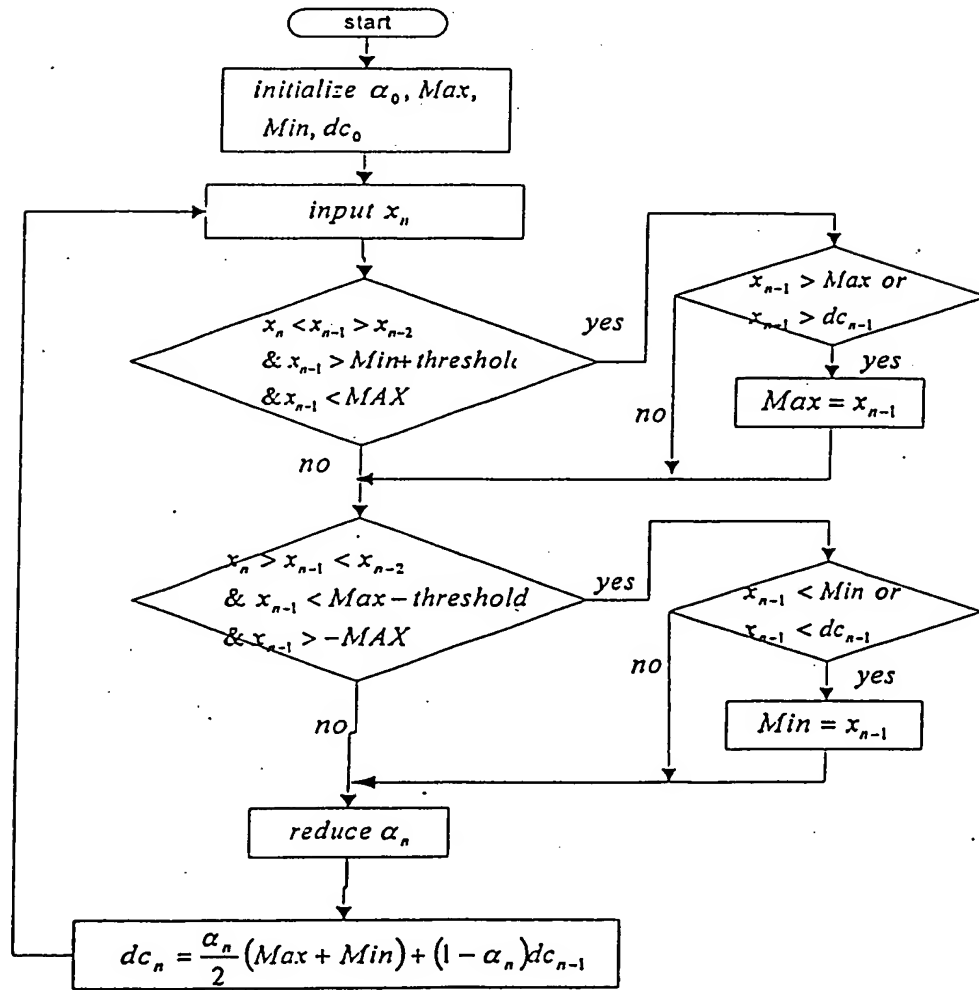 start
initialize α₀, Max,
Min, dc₀
input xₙ
xₙ < xₙ₋₁ > xₙ₋₂
& xₙ₋₁ > Min+threshol
& xₙ₋₁ < MAX
yes
xₙ₋₁ > Max or
xₙ₋₁ > dcₙ₋₁
yes
Max = xₙ₋₁
no
no
xₙ > xₙ₋₁ < xₙ₋₂
& xₙ₋₁ < Max − threshold
& xₙ₋₁ > −MAX
yes
xₙ₋₁ < Min or
xₙ₋₁ < dcₙ₋₁
yes
Min = xₙ₋₁
no
no
reduce αₙ
dcₙ = αₙ/2 (Max + Min) + (1 − αₙ)dcₙ₋₁